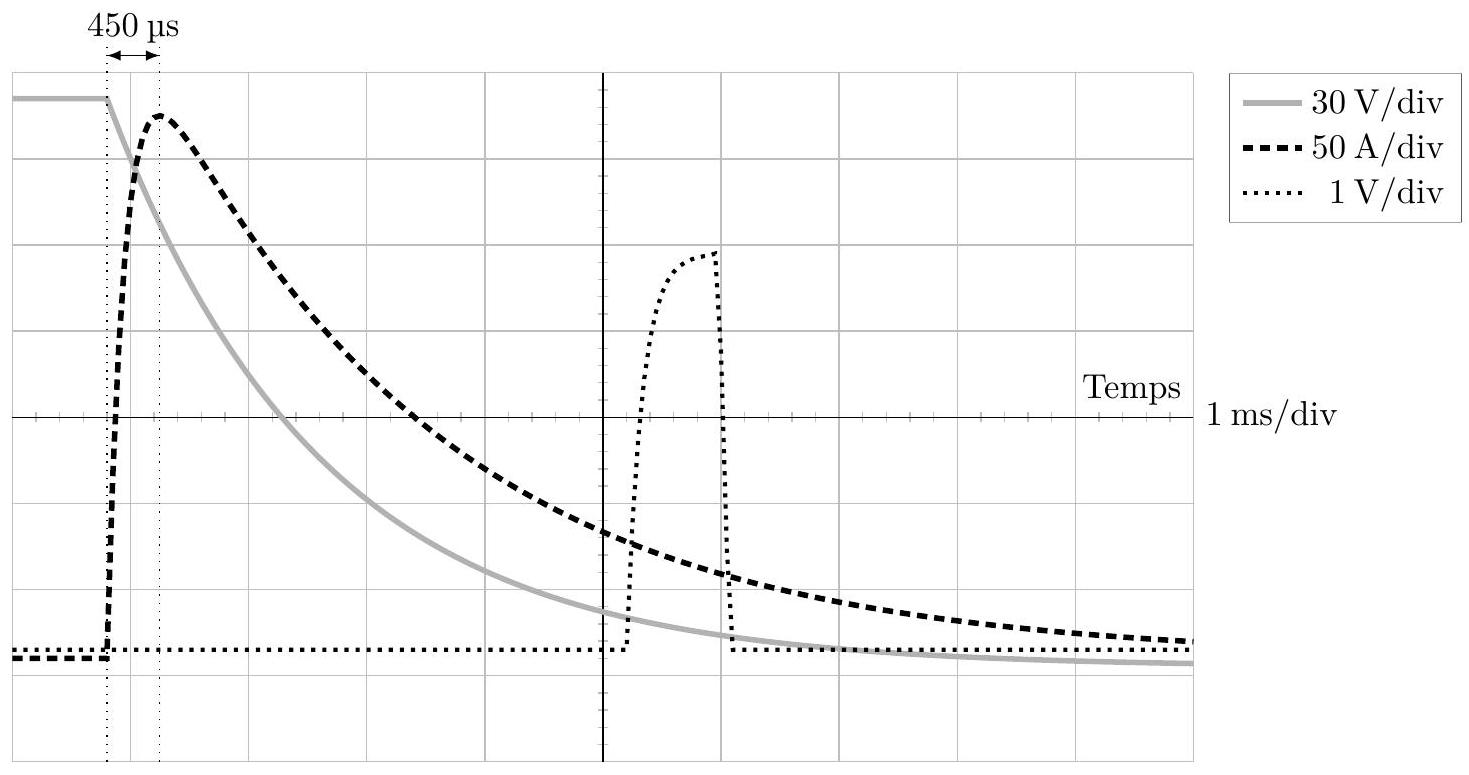 450 µs
30 V/div
50 A/div
1 V/div
Temps
1 ms/div